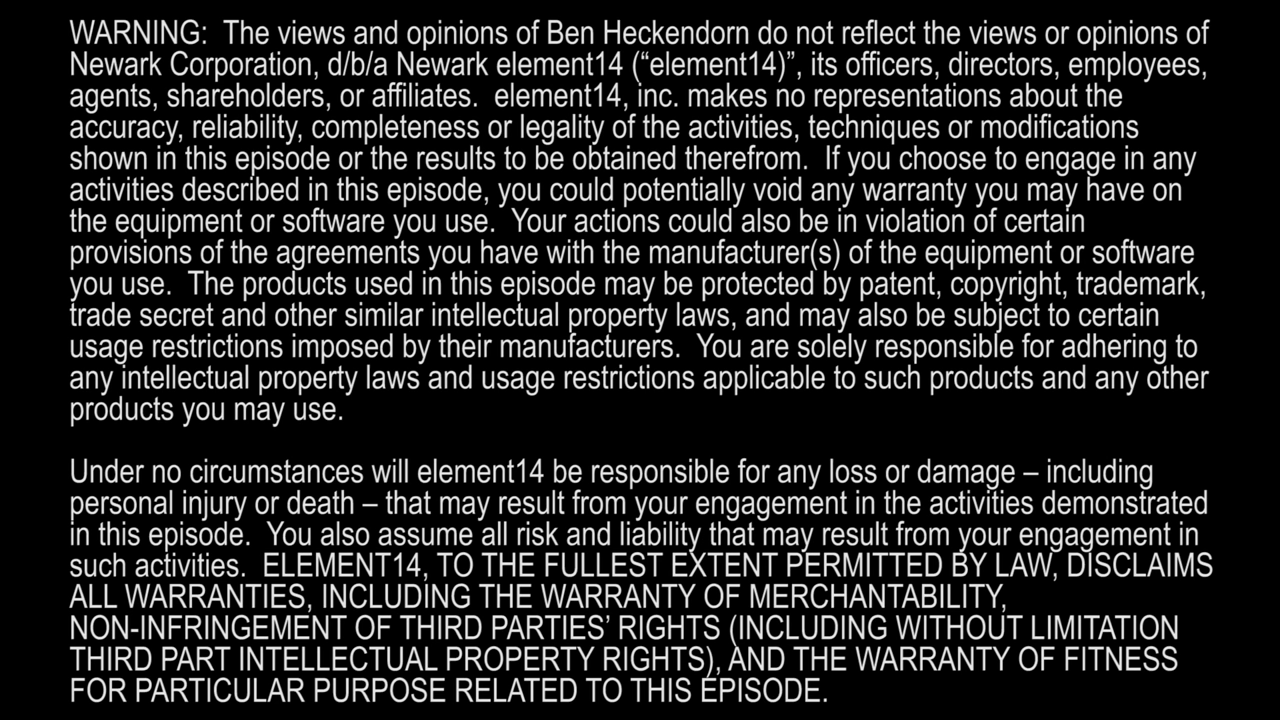 WARNING:  The views and opinions of Ben Heckendorn do not reflect the views or opinions of
Newark Corporation, d/b/a Newark element14 (“element14)”, its officers, directors, employees,
agents, shareholders, or affiliates.  element14, inc. makes no representations about the
accuracy, reliability, completeness or legality of the activities, techniques or modifications
shown in this episode or the results to be obtained therefrom.  If you choose to engage in any
activities described in this episode, you could potentially void any warranty you may have on
the equipment or software you use.  Your actions could also be in violation of certain
provisions of the agreements you have with the manufacturer(s) of the equipment or software
you use.  The products used in this episode may be protected by patent, copyright, trademark,
trade secret and other similar intellectual property laws, and may also be subject to certain
usage restrictions imposed by their manufacturers.  You are solely responsible for adhering to
any intellectual property laws and usage restrictions applicable to such products and any other
products you may use.
Under no circumstances will element14 be responsible for any loss or damage – including
personal injury or death – that may result from your engagement in the activities demonstrated
in this episode.  You also assume all risk and liability that may result from your engagement in
such activities.  ELEMENT14, TO THE FULLEST EXTENT PERMITTED BY LAW, DISCLAIMS
ALL WARRANTIES, INCLUDING THE WARRANTY OF MERCHANTABILITY,
NON-INFRINGEMENT OF THIRD PARTIES’ RIGHTS (INCLUDING WITHOUT LIMITATION
THIRD PART INTELLECTUAL PROPERTY RIGHTS), AND THE WARRANTY OF FITNESS
FOR PARTICULAR PURPOSE RELATED TO THIS EPISODE.